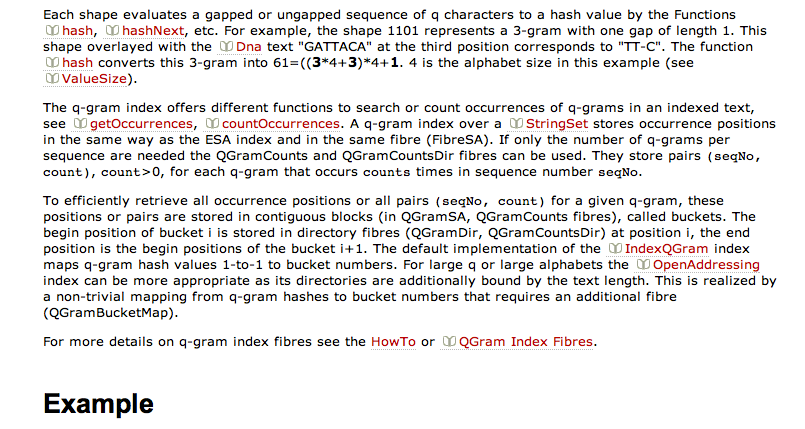 Each shape evaluates a gapped or ungapped sequence of q characters to a hash value by the Functions
hash, hashNext, etc. For example, the shape 1101 represents a 3-gram with one gap of length 1. This
shape overlayed with the Dna text "GATTACA" at the third position corresponds to "TT-C". The function
hash converts this 3-gram into 61=((3*4+3)*4+1. 4 is the alphabet size in this example (see
ValueSize).
The q-gram index offers different functions to search or count occurrences of q-grams in an indexed text,
see getOccurrences, countOccurrences. A q-gram index over a StringSet stores occurrence positions
in the same way as the ESA index and in the same fibre (FibreSA). If only the number of q-grams per
sequence are needed the QGramCounts and QGramCountsDir fibres can be used. They store pairs (seqNo,
count), count>0, for each q-gram that occurs counts times in sequence number seqNo.
To efficiently retrieve all occurrence positions or all pairs (seqNo, count) for a given q-gram, these
positions or pairs are stored in contiguous blocks (in QGramSA, QGramCounts fibres), called buckets. The
begin position of bucket i is stored in directory fibres (QGramDir, QGramCountsDir) at position i, the end
position is the begin positions of the bucket i+1. The default implementation of the IndexQGram index
maps q-gram hash values 1-to-1 to bucket numbers. For large q or large alphabets the OpenAddressing
index can be more appropriate as its directories are additionally bound by the text length. This is realized by
a non-trivial mapping from q-gram hashes to bucket numbers that requires an additional fibre
(QGramBucketMap).
For more details on q-gram index fibres see the HowTo or QGram Index Fibres.
Example